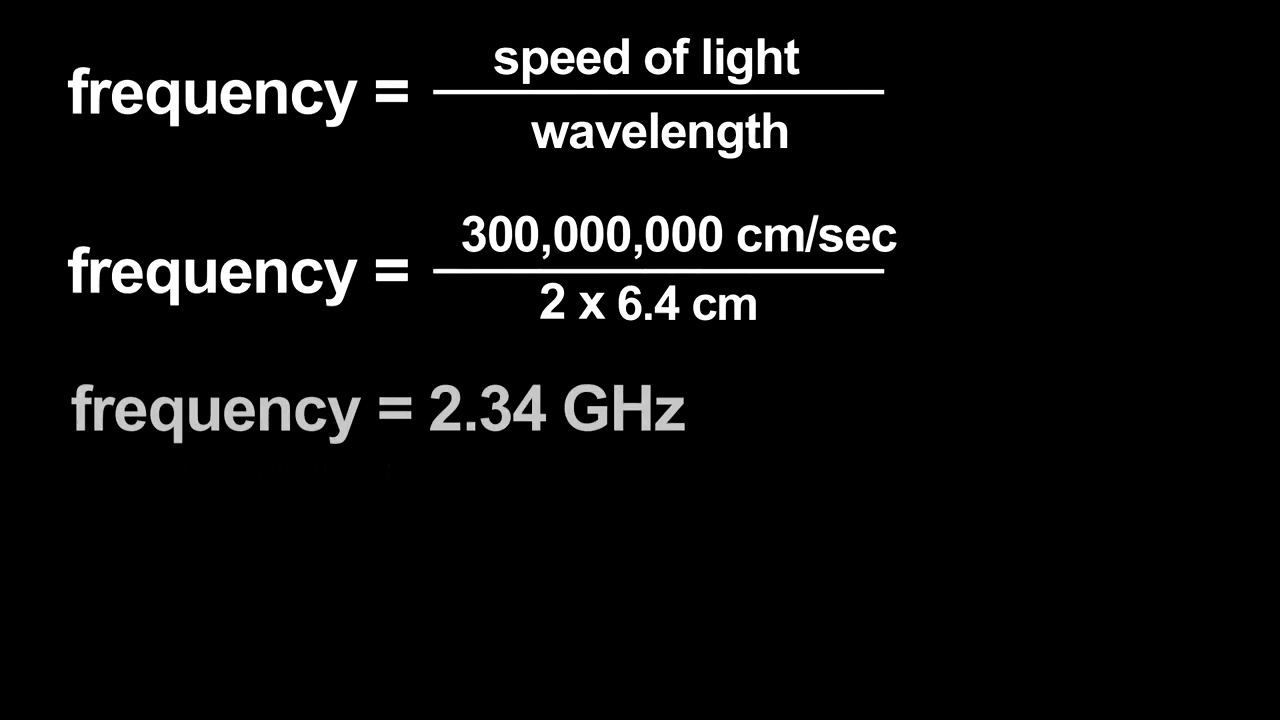 speed of light
frequency =
wavelength
300,000,000 cm/sec
frequency =
2 x 6.4 cm
frequency = 2.34 GHz